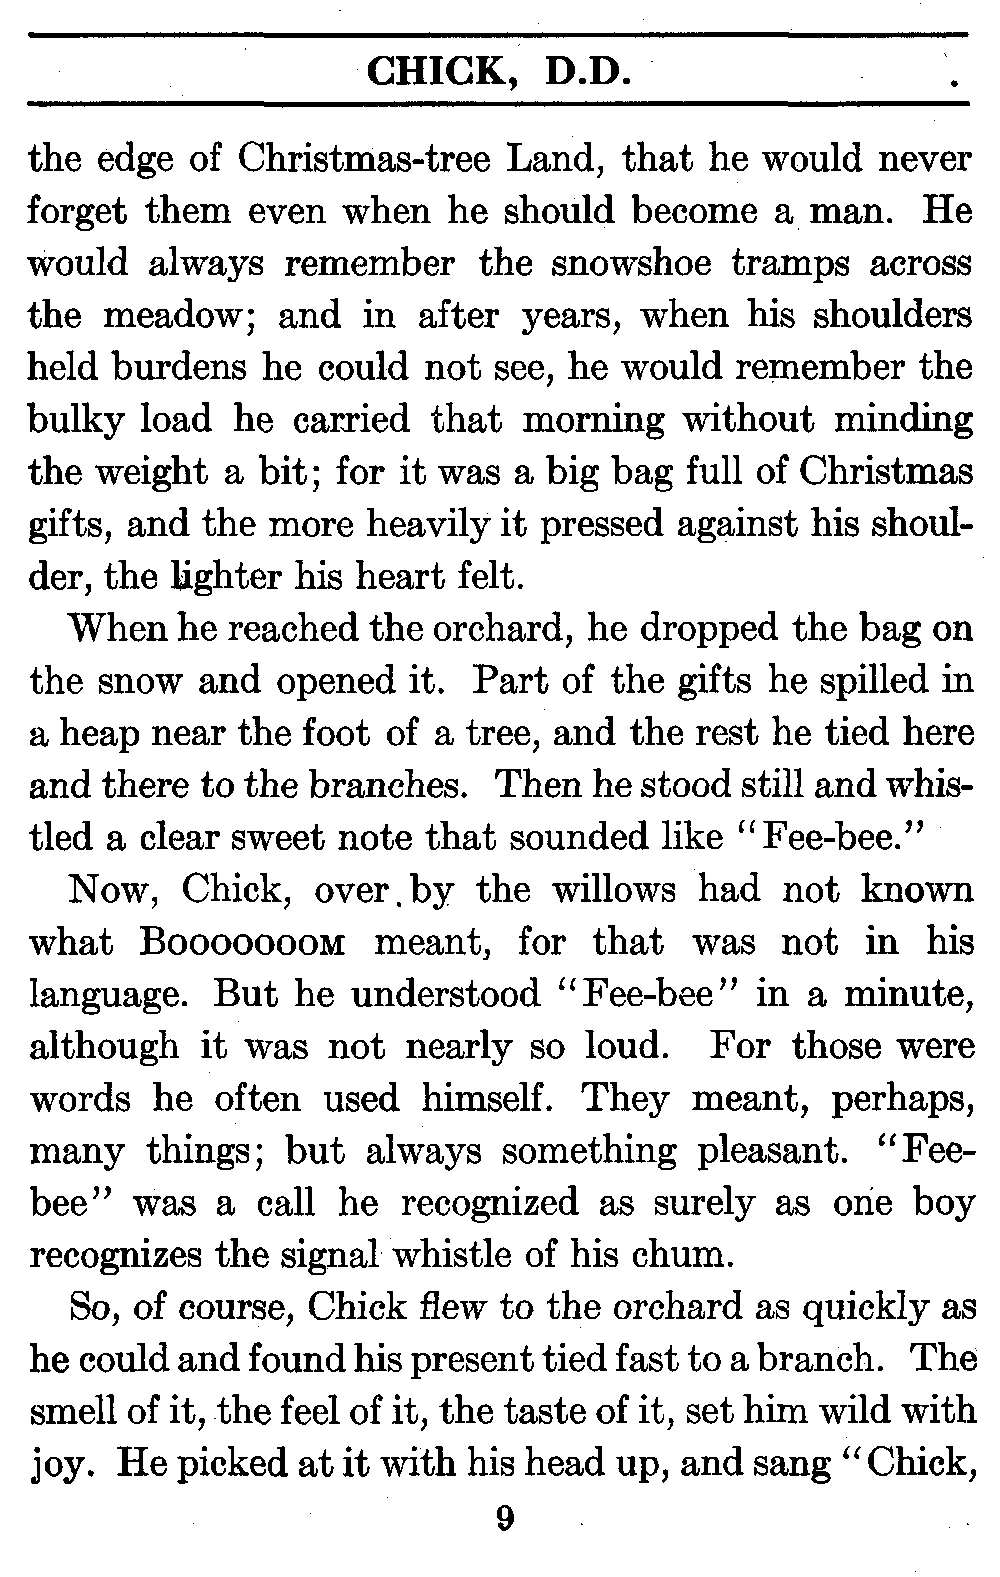 CHICK, D.D.
the edge of Christmas-tree Land, that he would never
forget them even when he should become a man. He
would always remember the snowshoe tramps across
the meadow; and in after years, when his shoulders
held burdens he could not see, he would remember the
bulky load he carried that morning without minding
the weight a bit; for it was a big bag full of Christmas
gifts, and the more heavily it pressed against his shoul-
der, the lighter his heart felt.
When he reached the orchard, he dropped the bag on
the snow and opened it. Part of the gifts he spilled in
a heap near the foot of a tree, and the rest he tied here
and there to the branches. Then he stood still and whis-
tled a clear sweet note that sounded like “Fee-bee.”
Now, Chick, over by the willows had not known
what BOOOOOOOM meant, for that was not in his
language. But he understood “Fee-bee” in a minute,
although it was not nearly so loud. For those were
words he often used himself. They meant, perhaps,
many things; but always something pleasant. “Fee-
bee” was a call he recognized as surely as one boy
recognizes the signal whistle of his chum.
So, of course, Chick flew to the orchard as quickly as
he could and found his present tied fast to a branch. The
smell of it, the feel of it, the taste of it, set him wild with
joy. He picked at it with his head up, and sang “Chick,
9